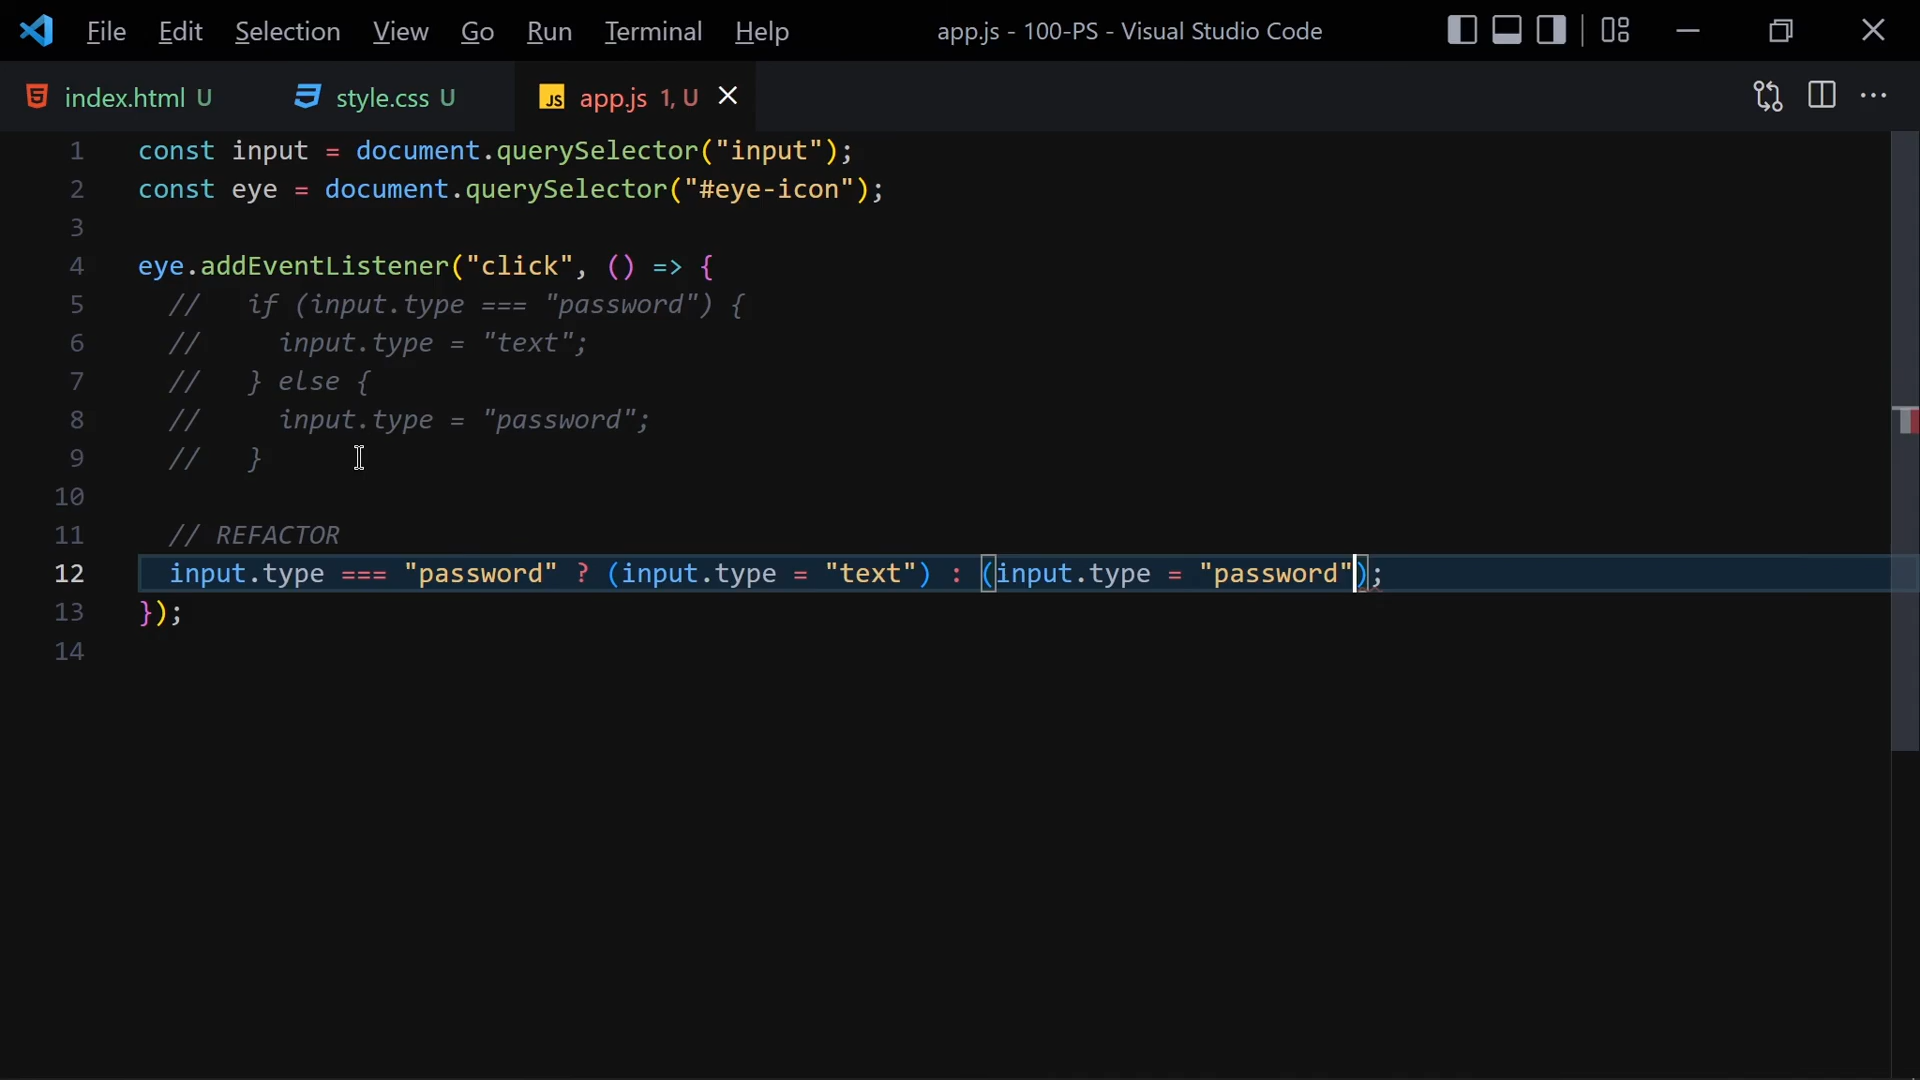 File Edit Selection View Go Run Terminal Help app.js - 100-PS - Visual Studio Code
index.html U style.css U JS app.js 1, U
1 const input = document.querySelector("input");
2 const eye = document.querySelector("#eye-icon");
3
4 eye.addEventListener("click", () => {
5 // if (input.type === "password") {
6 // input.type = "text";
7 // } else {
8 // input.type = "password";
9 // }
10
11 // REFACTOR
12 input.type === "password" ? (input.type = "text") : (input.type = "password");
13 });
14